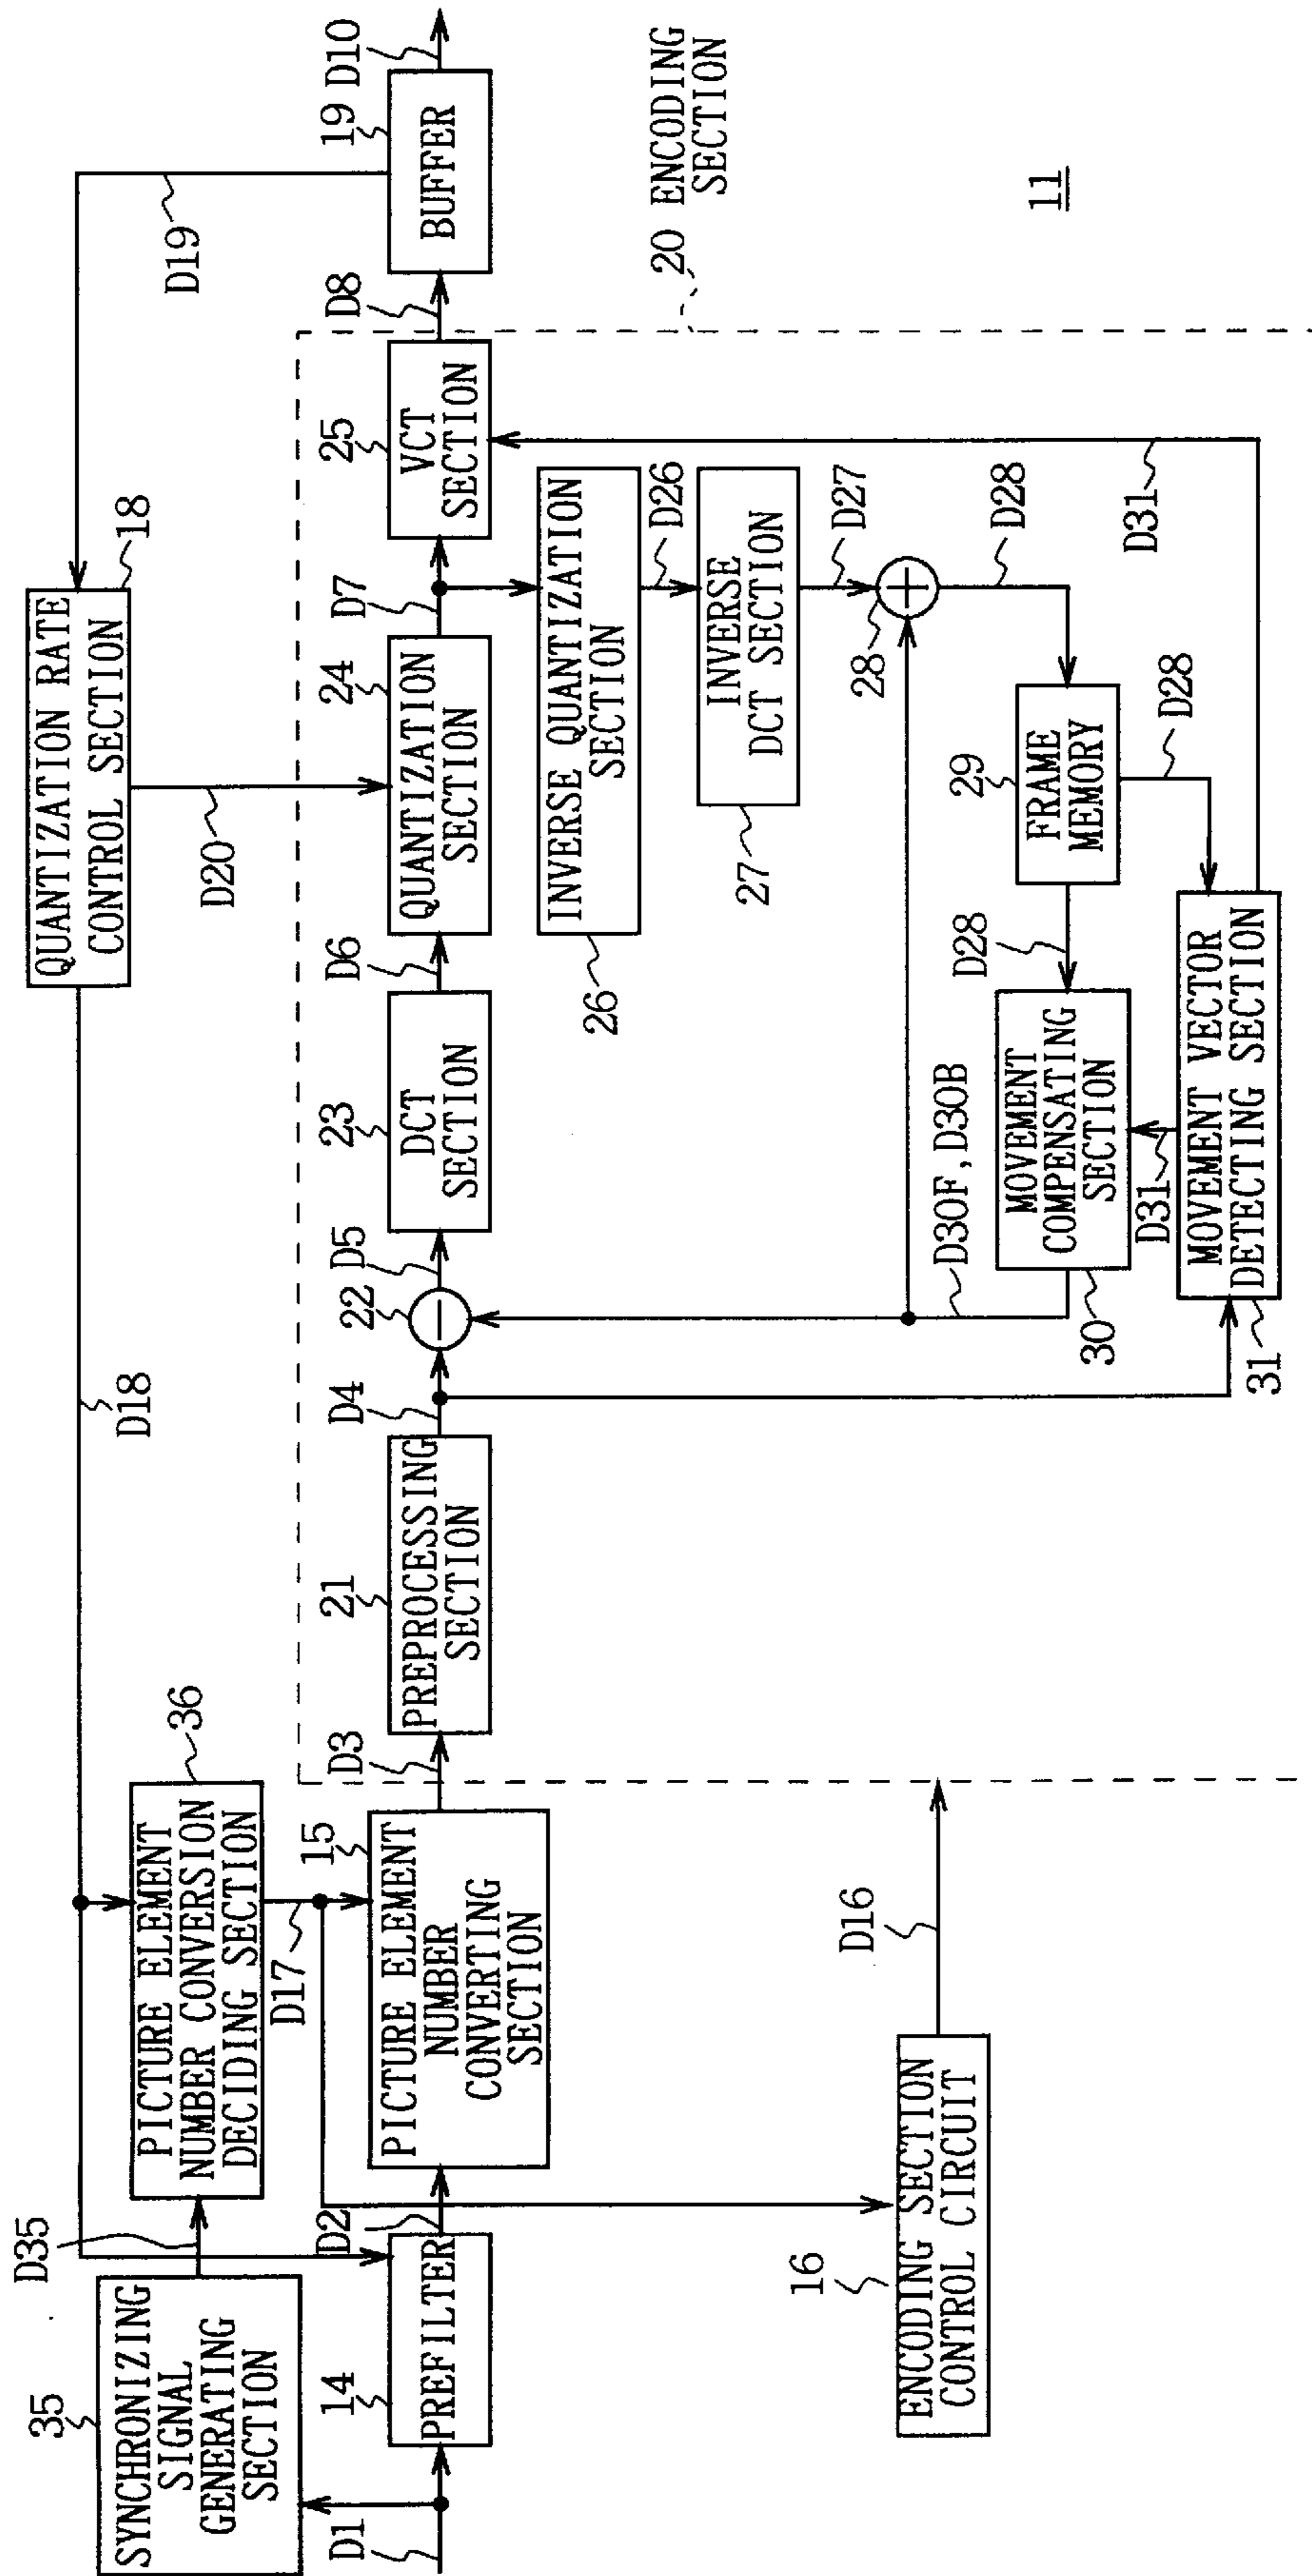 35
SYNCHRONIZING
SIGNAL
GENERATING
SECTION
D35
PICTURE ELEMENT
NUMBER CONVERSION
DECIDING SECTION
36
D18
QUANTIZATION RATE
CONTROL SECTION
18
D19
D17
D20
D1
14
PREFILTER
D2
15
PICTURE ELEMENT
NUMBER
CONVERTING
SECTION
D3
21
PREPROCESSING
SECTION
D4
22
D5
23
DCT
SECTION
D6
24
QUANTIZATION
SECTION
D7
25
VCT
SECTION
D8
19
BUFFER
D10
26
INVERSE QUANTIZATION
SECTION
D26
27
INVERSE
DCT SECTION
D27
28
D28
20 ENCODING
SECTION
29
FRAME
MEMORY
D28
D28
D31
D30F, D30B
30
MOVEMENT
COMPENSATING
SECTION
D31
31
MOVEMENT VECTOR
DETECTING SECTION
16
ENCODING SECTION
CONTROL CIRCUIT
D16
11